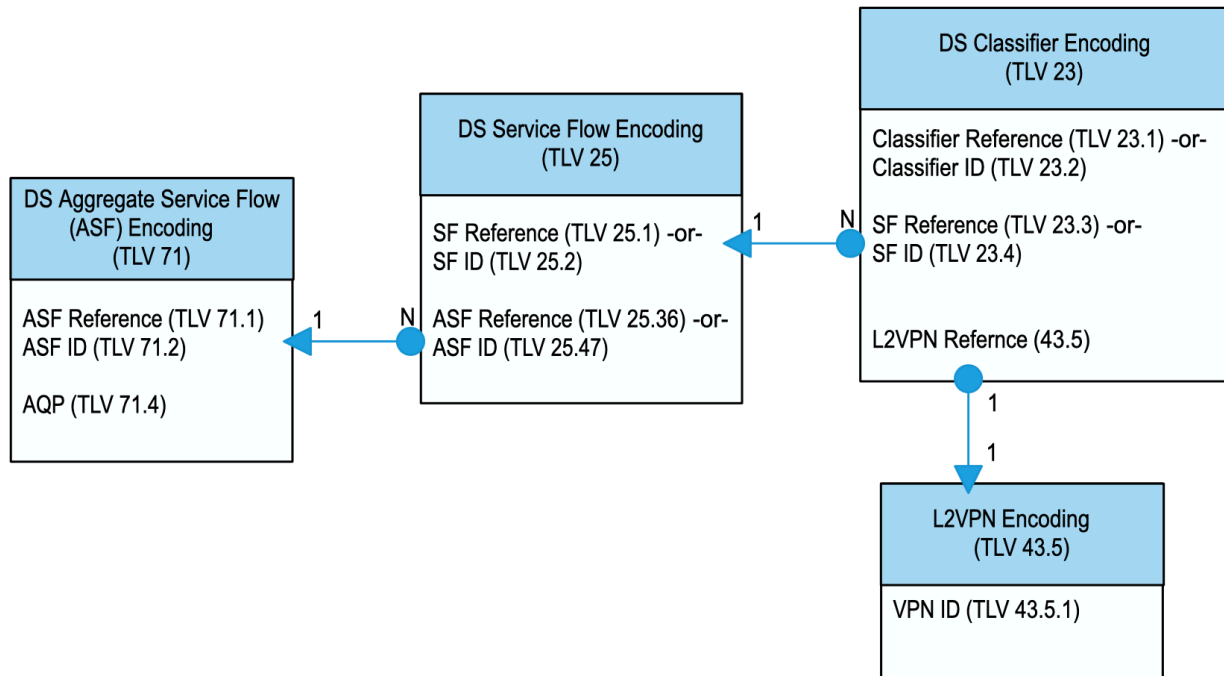 DS Classifier Encoding
(TLV 23)
Classifier Reference (TLV 23.1) -or-
Classifier ID (TLV 23.2)
SF Reference (TLV 23.3) -or-
SF ID (TLV 23.4)
L2VPN Refernce (43.5)
DS Service Flow Encoding
(TLV 25)
SF Reference (TLV 25.1) -or-
SF ID (TLV 25.2)
ASF Reference (TLV 25.36) -or-
ASF ID (TLV 25.47)
1
N
DS Aggregate Service Flow
(ASF) Encoding
(TLV 71)
ASF Reference (TLV 71.1)
ASF ID (TLV 71.2)
AQP (TLV 71.4)
1
N
1
1
L2VPN Encoding
(TLV 43.5)
VPN ID (TLV 43.5.1)